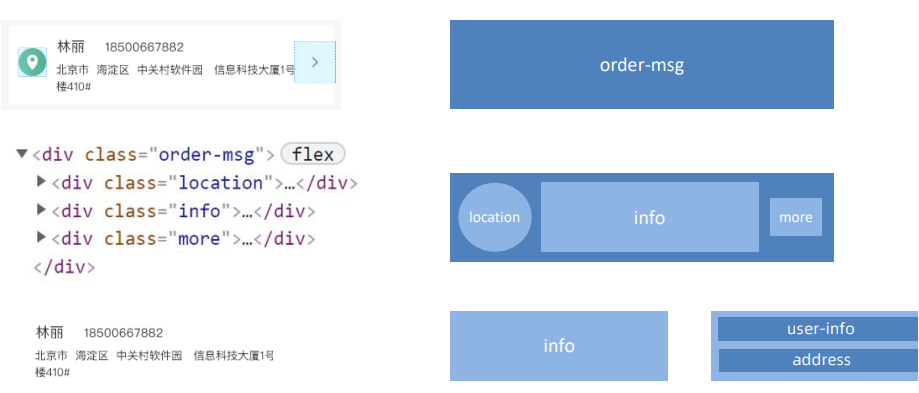 林丽 18500667882
北京市 海淀区 中关村软件园 信息科技大厦1号
楼410#
order-msg
▼<div class="order-msg"> flex
▶<div class="location">…</div>
▶<div class="info">…</div>
▶<div class="more">…</div>
</div>
location
info
more
林丽 18500667882
北京市 海淀区 中关村软件园 信息科技大厦1号
楼410#
info
user-info
address